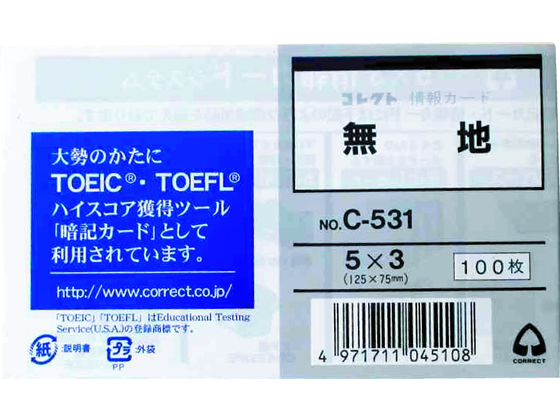 大勢のかたに
TOEIC®・TOEFL®
ハイスコア獲得ツール
「暗記カード」として
利用されています。
http://www.correct.co.jp/
「TOEIC」「TOEFL」はEducational Testing
Service(U.S.A.)の登録商標です。
紙 :説明書
プラ :外袋
PP
コレクト 情報カード
無 地
NO. C-531
5×3
(125×75mm)
100枚
4 971711 045108
CORRECT